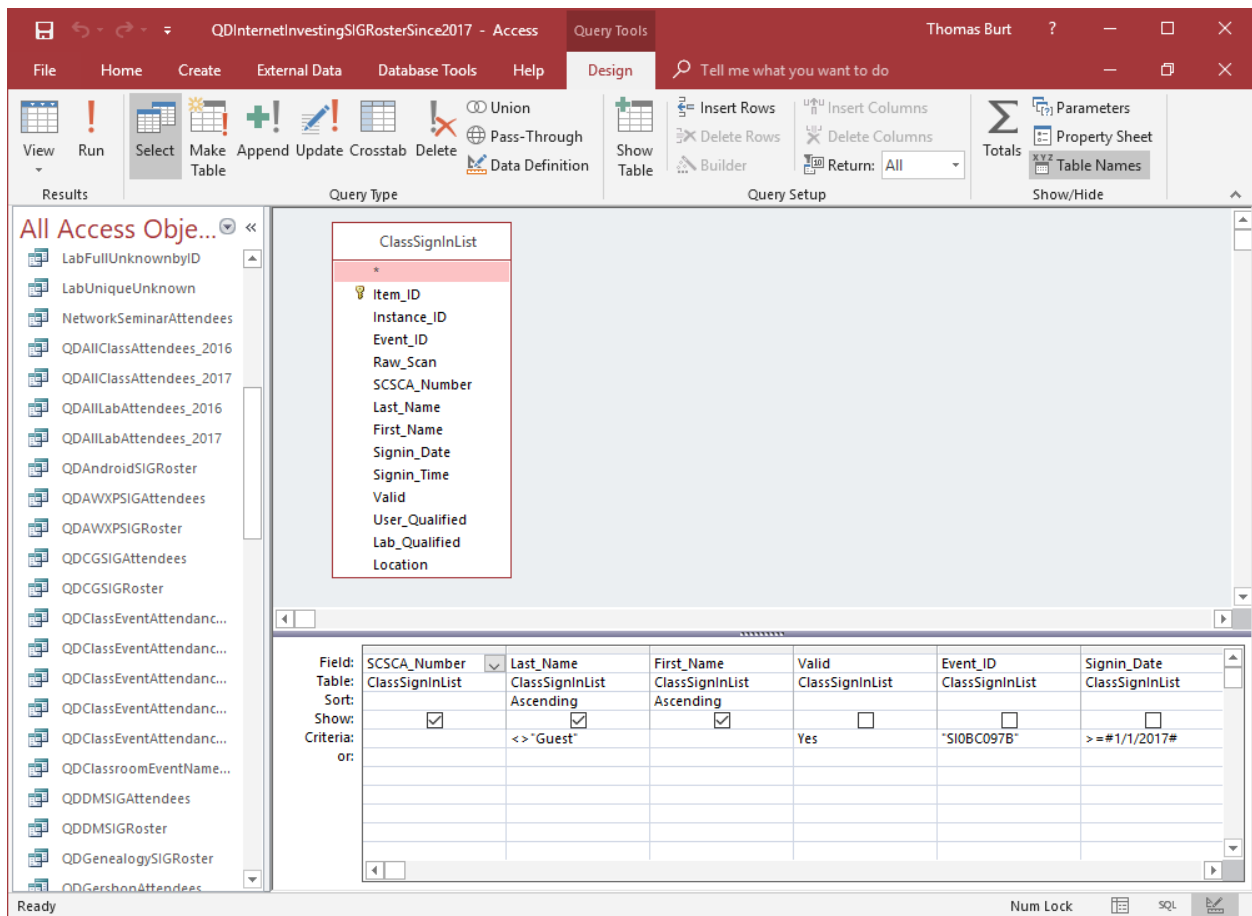 QDInternetInvestingSIGRosterSince2017 - Access
Query Tools
Thomas Burt
?
File
Home
Create
External Data
Database Tools
Help
Design
Tell me what you want to do
View
Run
Select
Make Table
Append
Update
Crosstab
Delete
Union
Pass-Through
Data Definition
Show Table
Insert Rows
Delete Rows
Builder
Insert Columns
Delete Columns
Return: All
Totals
Parameters
Property Sheet
Table Names
Results
Query Type
Query Setup
Show/Hide
All Access Obje...
LabFullUnknownbyID
LabUniqueUnknown
NetworkSeminarAttendees
QDAllClassAttendees_2016
QDAllClassAttendees_2017
QDAllLabAttendees_2016
QDAllLabAttendees_2017
QDAndroidSIGRoster
QDAWXPSIGAttendees
QDAWXPSIGRoster
QDCGSIGAttendees
QDCGSIGRoster
QDClassEventAttendanc...
QDClassEventAttendanc...
QDClassEventAttendanc...
QDClassEventAttendanc...
QDClassEventAttendanc...
QDClassroomEventName...
QDDMSIGAttendees
QDDMSIGRoster
QDGenealogySIGRoster
QDGershonAttendees
ClassSignInList
*
Item_ID
Instance_ID
Event_ID
Raw_Scan
SCSCA_Number
Last_Name
First_Name
Signin_Date
Signin_Time
Valid
User_Qualified
Lab_Qualified
Location
Field: SCSCA_Number Last_Name First_Name Valid Event_ID Signin_Date
Table: ClassSignInList ClassSignInList ClassSignInList ClassSignInList ClassSignInList ClassSignInList
Sort: Ascending Ascending
Show:
Criteria: <>"Guest" Yes "SI0BC097B" >=#1/1/2017#
or:
Ready
Num Lock
SQL